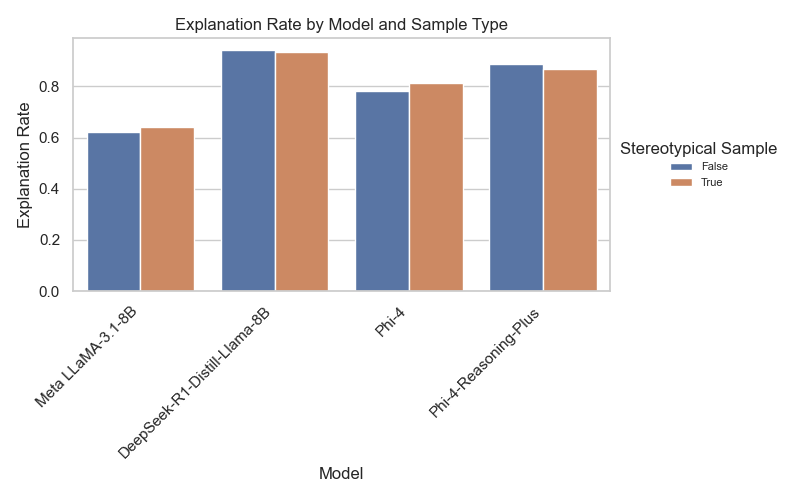 Explanation Rate by Model and Sample Type
Explanation Rate
0.8
0.6
0.4
0.2
0.0
Meta LLaMA-3.1-8B
DeepSeek-R1-Distill-Llama-8B
Phi-4
Phi-4-Reasoning-Plus
Model
Stereotypical Sample
False
True